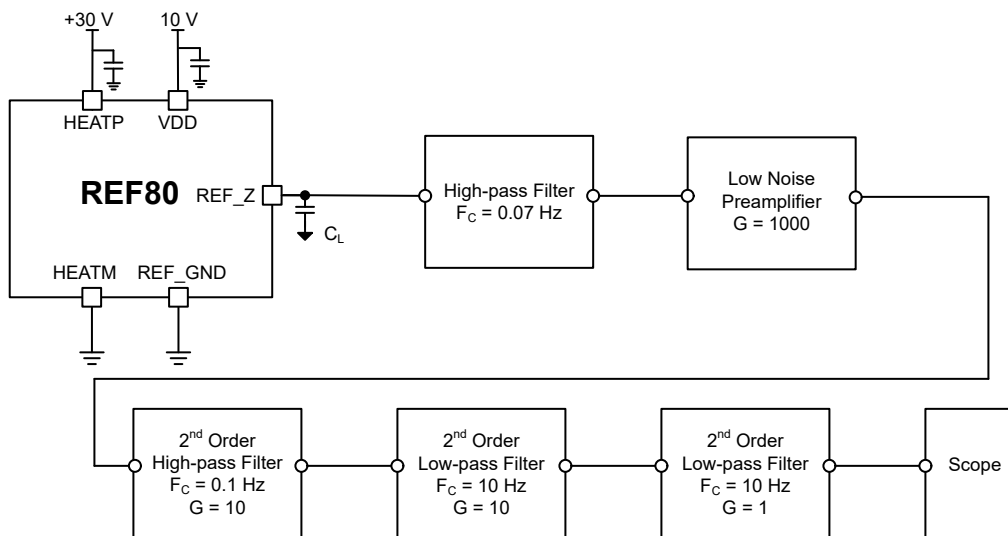 +30 V
10 V
HEATP
VDD
REF80
REF_Z
C_L
HEATM
REF_GND
High-pass Filter
F_C = 0.07 Hz
Low Noise
Preamplifier
G = 1000
2nd Order
High-pass Filter
F_C = 0.1 Hz
G = 10
2nd Order
Low-pass Filter
F_C = 10 Hz
G = 10
2nd Order
Low-pass Filter
F_C = 10 Hz
G = 1
Scope